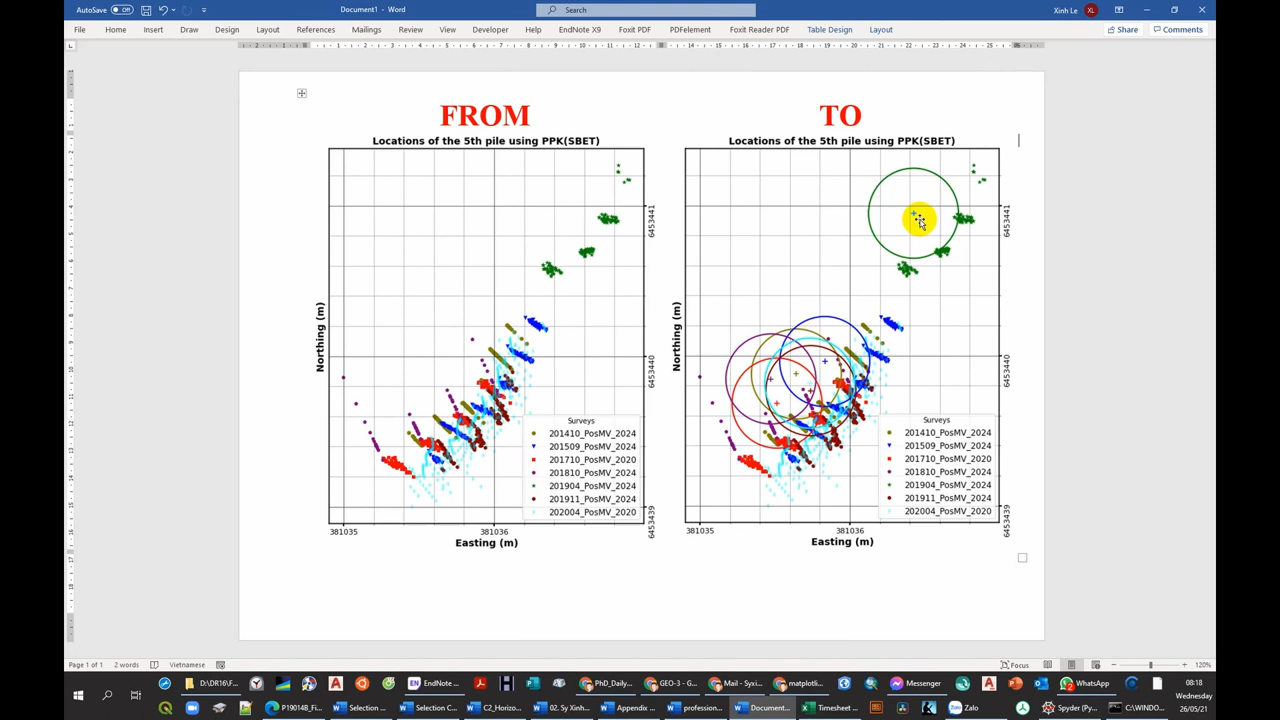 AutoSave
Off
Document1 - Word
Search
Xinh Le
XL
File
Home
Insert
Draw
Design
Layout
References
Mailings
Review
View
Developer
Help
EndNote X9
Foxit PDF
PDFelement
Foxit Reader PDF
Table Design
Layout
Share
Comments
FROM
TO
Locations of the 5th pile using PPK(SBET)
Northing (m)
6453441
6453440
6453439
Surveys
201410_PosMV_2024
201509_PosMV_2024
201710_PosMV_2020
201810_PosMV_2024
201904_PosMV_2024
201911_PosMV_2024
202004_PosMV_2020
381035
381036
Easting (m)
Locations of the 5th pile using PPK(SBET)
Northing (m)
6453441
6453440
6453439
Surveys
201410_PosMV_2024
201509_PosMV_2024
201710_PosMV_2020
201810_PosMV_2024
201904_PosMV_2024
201911_PosMV_2024
202004_PosMV_2020
381035
381036
Easting (m)
Page 1 of 1
2 words
Vietnamese
Focus
120%
D:\DR16\F...
EndNote ...
PhD_Daily...
GEO-3 - G...
Mail - Syxi...
matplotli...
Messenger
WhatsApp
08:18
Wednesday
26/05/21
P190148_Fi...
Selection ...
Selection C...
C2_Horizo...
02. Sy Xinh...
Appendix ...
profession...
Document...
Timesheet ...
Zalo
Spyder (Py...
C:\WINDO...